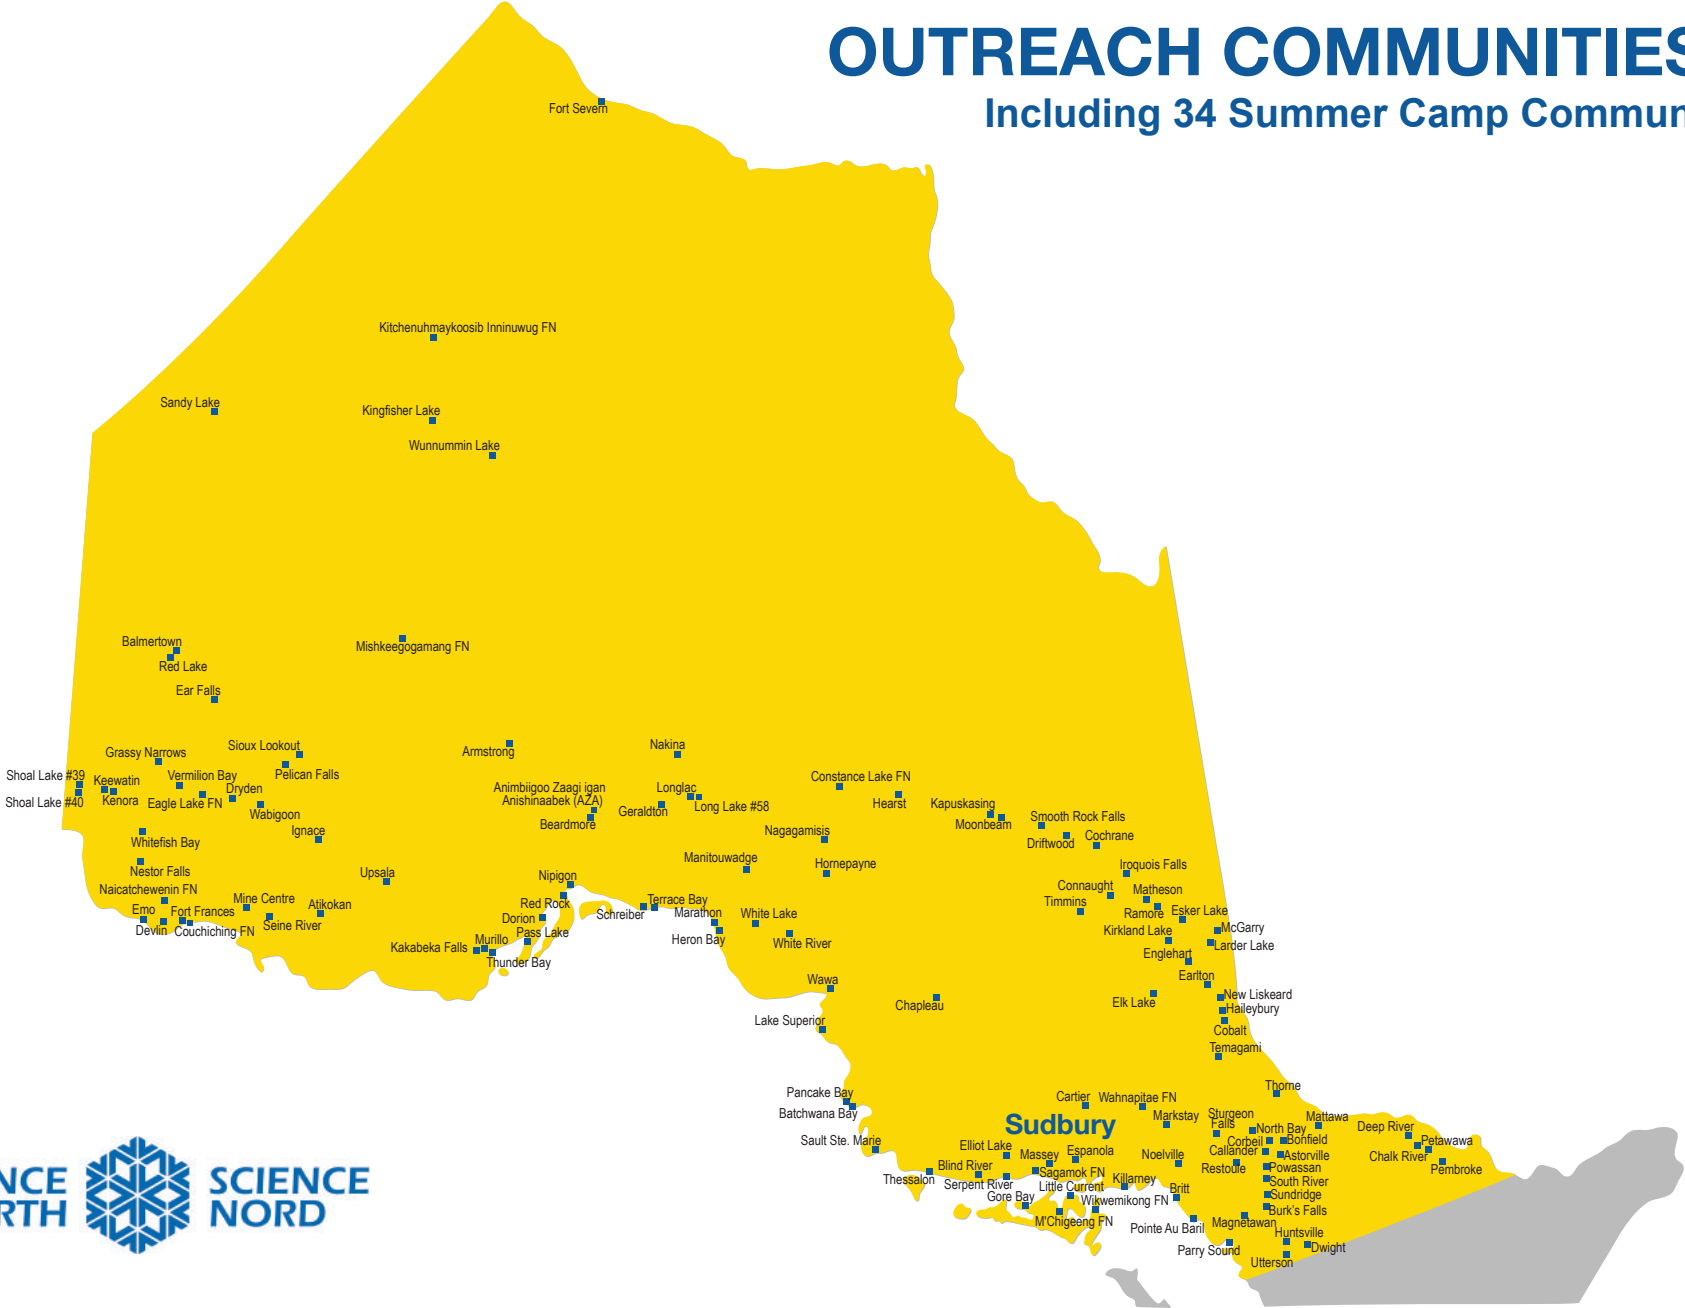 OUTREACH COMMUNITIES
Including 34 Summer Camp Commun
Fort Severn
Kitchenuhmaykoosib Inninuwug FN
Sandy Lake
Kingfisher Lake
Wunnummin Lake
Balmertown
Red Lake
Mishkeegogamang FN
Ear Falls
Sioux Lookout
Grassy Narrows
Armstrong
Nakina
Shoal Lake #39
Keewatin
Vermilion Bay
Pelican Falls
Constance Lake FN
Shoal Lake #40
Kenora
Eagle Lake FN
Dryden
Wabigoon
Animbiigoo Zaagi igan
Anishinaabek (AZA)
Beardmore
Longlac
Geraldton
Long Lake #58
Hearst
Kapuskasing
Moonbeam
Smooth Rock Falls
Driftwood
Cochrane
Whitefish Bay
Ignace
Nagagamisis
Nestor Falls
Upsala
Manitouwadge
Hornepayne
Iroquois Falls
Naicatchewenin FN
Nipigon
Connaught
Matheson
Emo
Fort Frances
Mine Centre
Atikokan
Red Rock
Terrace Bay
Schreiber
Marathon
White Lake
Timmins
Ramore
Esker Lake
Devlin
Couchiching FN
Seine River
Dorion
Pass Lake
Heron Bay
White River
Kirkland Lake
McGarry
Larder Lake
Kakabeka Falls
Murillo
Thunder Bay
Englehart
Wawa
Earlton
Chapleau
Elk Lake
New Liskeard
Haileybury
Lake Superior
Cobalt
Temagami
Pancake Bay
Batchwana Bay
Thorne
Cartier
Wahnapitae FN
Markstay
Sturgeon
Falls
Mattawa
Sudbury
North Bay
Deep River
Sault Ste. Marie
Elliot Lake
Massey
Espanola
Noelville
Corbeil
Bonfield
Callander
Astorville
Petawawa
Chalk River
Pembroke
Thessalon
Blind River
Serpent River
Sagamok FN
Restoule
Powassan
Gore Bay
Little Current
Killarney
South River
Wikwemikong FN
Britt
Sundridge
M'Chigeeng FN
Pointe Au Baril
Magnetawan
Burk's Falls
Parry Sound
Huntsville
Dwight
Utterson
NCE
RTH
SCIENCE
NORD